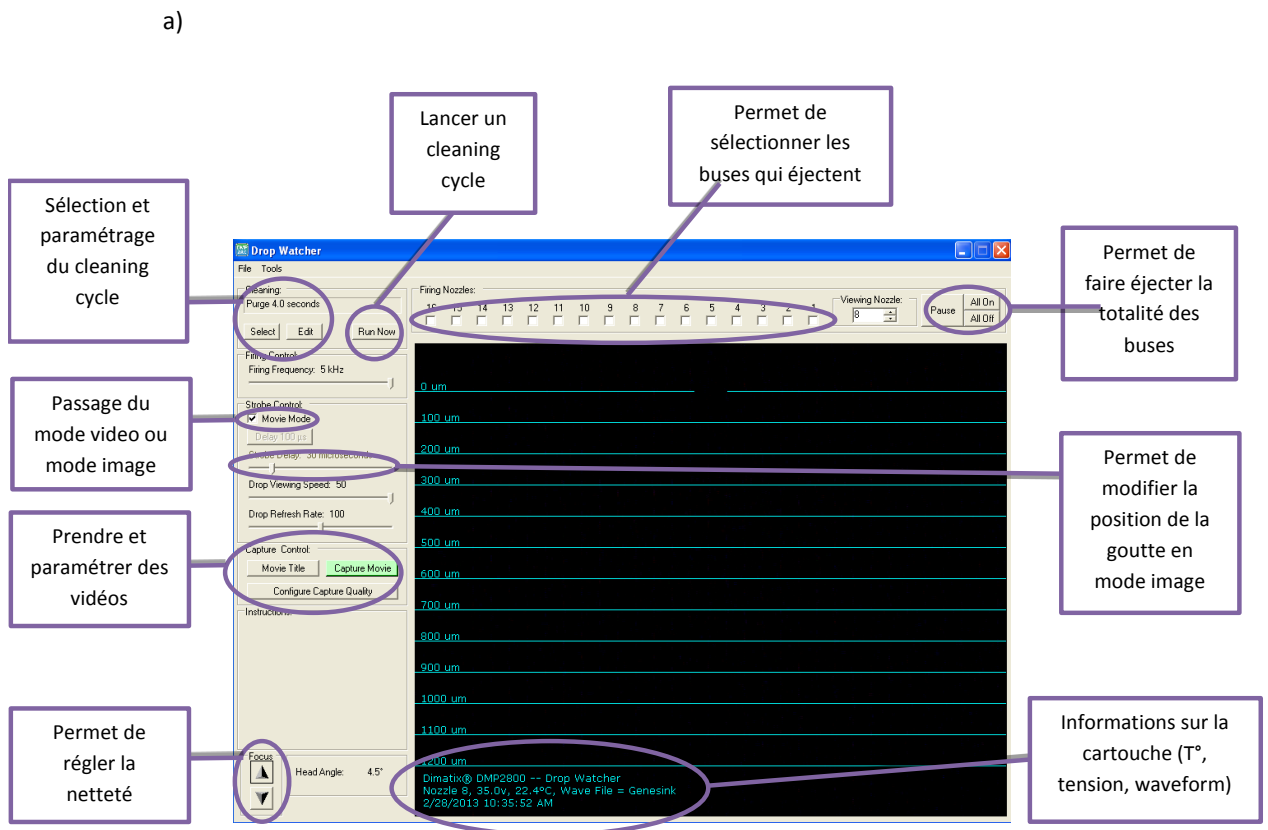 a)
Lancer un
cleaning
cycle
Permet de
sélectionner les
buses qui éjectent
Sélection et
paramétrage
du cleaning
cycle
Permet de
faire éjecter la
totalité des
buses
Passage du
mode video ou
mode image
Permet de
modifier la
position de la
goutte en
mode image
Prendre et
paramétrer des
vidéos
Permet de
régler la
netteté
Informations sur la
cartouche (T°,
tension, waveform)
Drop Watcher
File Tools
Cleaning:
Purge 4.0 seconds
Select Edit Run Now
Firing Nozzles:
16 15 14 13 12 11 10 9 8 7 6 5 4 3 2 1
Viewing Nozzle:
8
Pause
All On
All Off
Firing Control:
Firing Frequency: 5 kHz
Strobe Control:
Movie Mode
Delay 100 µs
Strobe Delay: 30 microseconds
Drop Viewing Speed: 50
Drop Refresh Rate: 100
Capture Control:
Movie Title Capture Movie
Configure Capture Quality
Instructions:
Focus
Head Angle: 4.5°
0 um
100 um
200 um
300 um
400 um
500 um
600 um
700 um
800 um
900 um
1000 um
1100 um
1200 um
Dimatix® DMP2800 -- Drop Watcher
Nozzle 8, 35.0v, 22.4°C, Wave File = Genesink
2/28/2013 10:35:52 AM